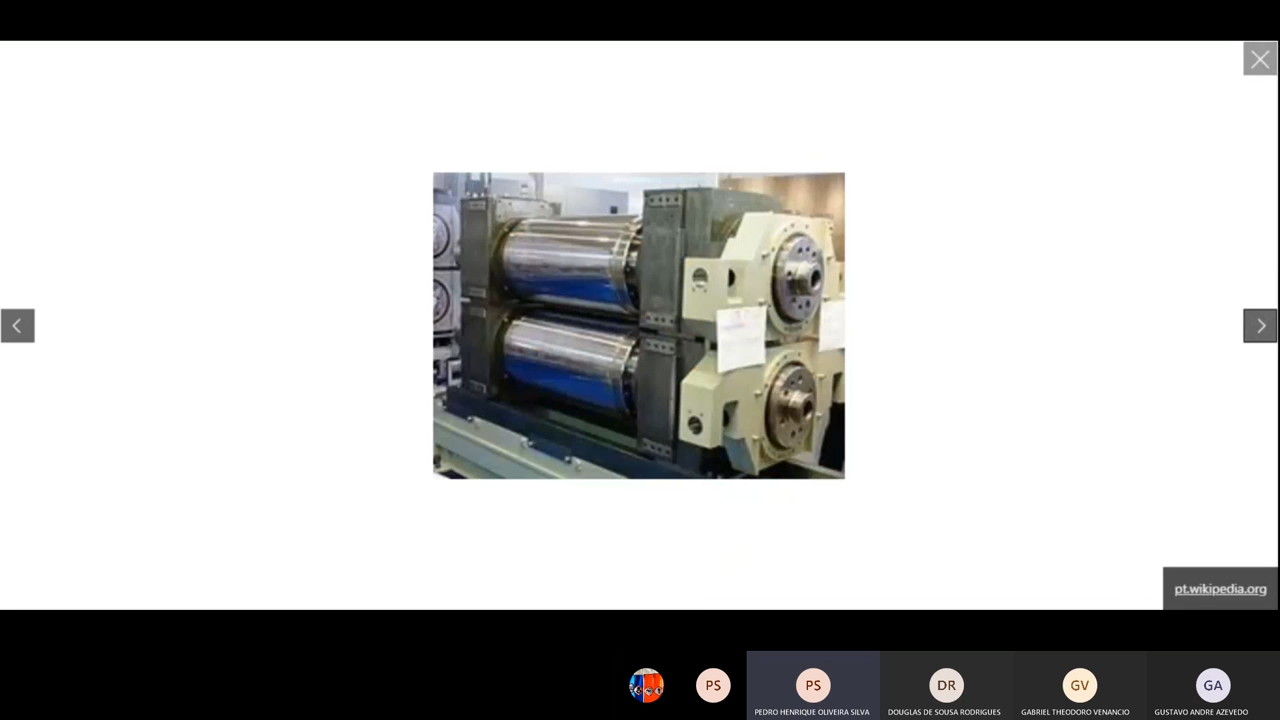 pt.wikipedia.org
PS
PS
DR
GV
GA
PEDRO HENRIQUE OLIVEIRA SILVA
DOUGLAS DE SOUSA RODRIGUES
GABRIEL THEODORO VENANCIO
GUSTAVO ANDRE AZEVEDO